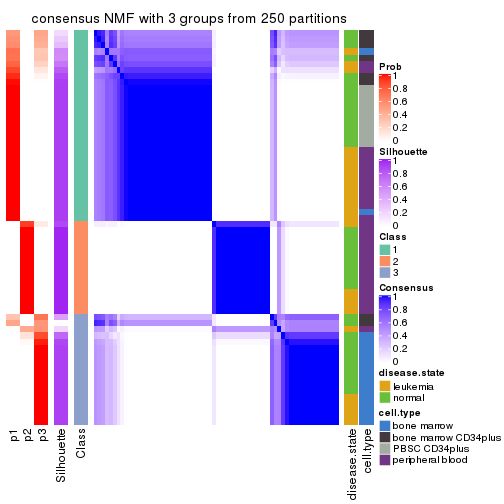 consensus NMF with 3 groups from 250 partitions
Prob
1
0.8
0.6
0.4
0.2
0
Silhouette
1
0.8
0.6
0.4
0.2
0
Class
1
2
3
Consensus
1
0.8
0.6
0.4
0.2
0
disease.state
leukemia
normal
cell.type
bone marrow
bone marrow CD34plus
PBSC CD34plus
peripheral blood
p1
p2
p3
Silhouette
Class
disease.state
cell.type